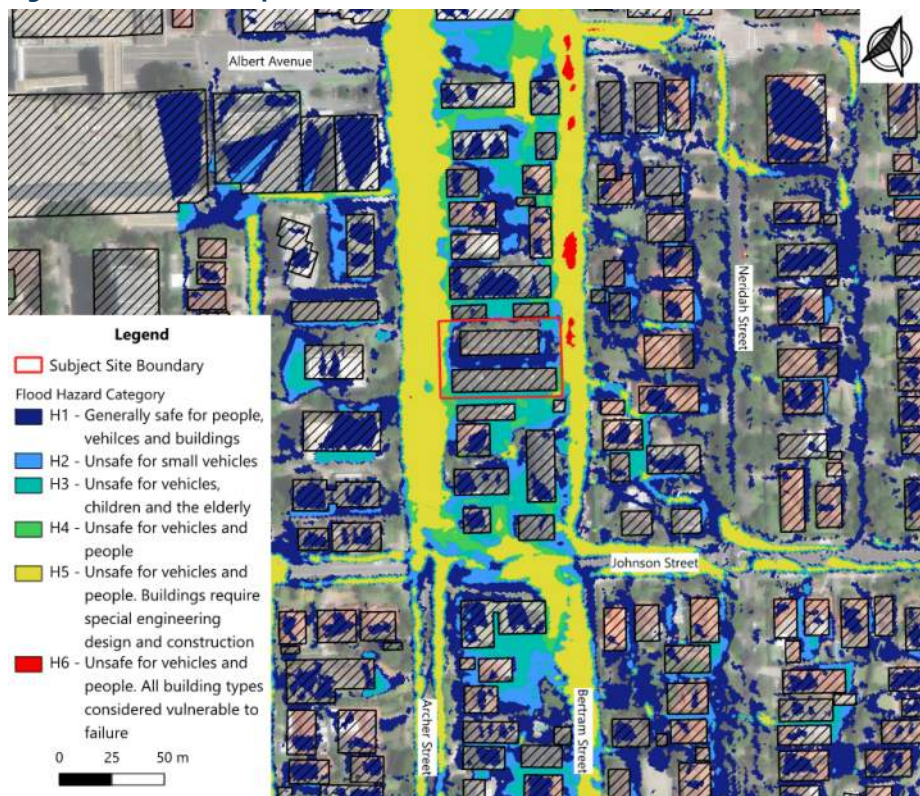 Albert Avenue
Neridah Street
Legend
Subject Site Boundary
Flood Hazard Category
H1 - Generally safe for people,
vehilces and buildings
H2 - Unsafe for small vehicles
H3 - Unsafe for vehicles,
children and the elderly
H4 - Unsafe for vehicles and
people
H5 - Unsafe for vehicles and
people. Buildings require
special engineering
design and construction
H6 - Unsafe for vehicles and
people. All building types
considered vulnerable to
failure
0 25 50 m
Johnson Street
Archer Street
Bertram Street